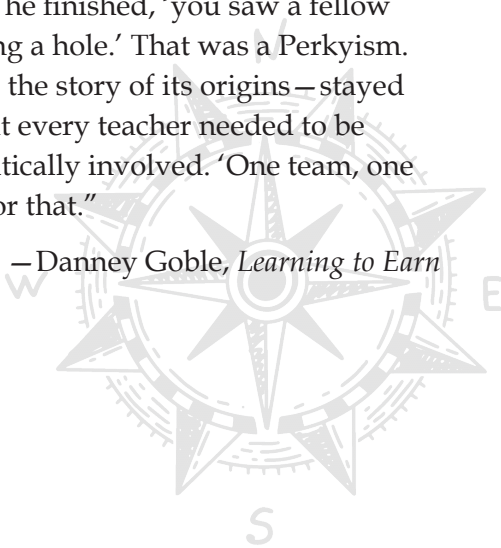 he finished, ‘you saw a fellow
ng a hole.’ That was a Perkyism.
the story of its origins—stayed
t every teacher needed to be
tically involved. ‘One team, one
or that.”
—Danney Goble, Learning to Earn
N
W
E
S